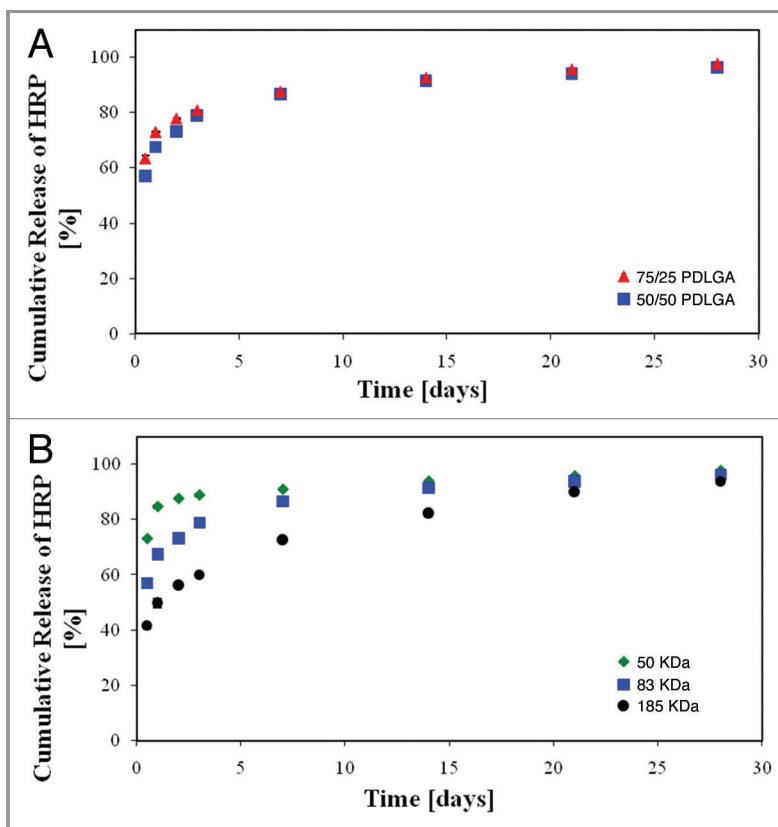 A
Cumulative Release of HRP
[%]
100
80
60
40
20
0
0 5 10 15 20 25 30
Time [days]
75/25 PDLGA
50/50 PDLGA
B
Cumulative Release of HRP
[%]
100
80
60
40
20
0
0 5 10 15 20 25 30
Time [days]
50 KDa
83 KDa
185 KDa